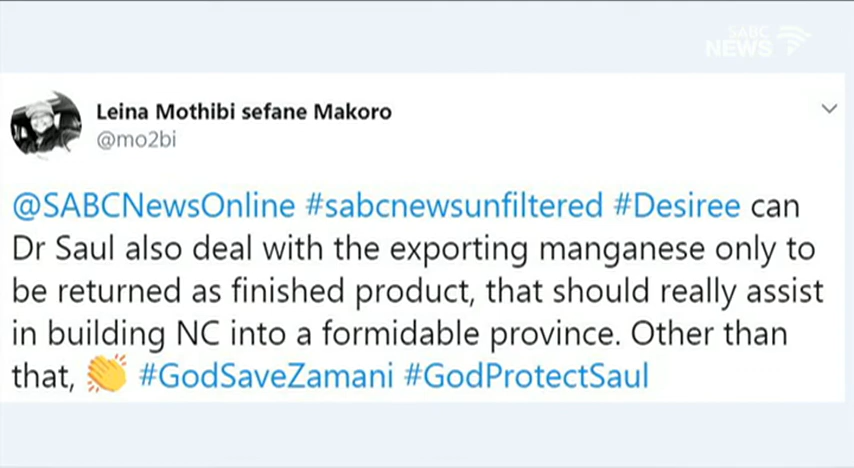 SABC
NEWS
Leina Mothibi sefane Makoro
@mo2bi
@SABCNewsOnline #sabcnewsunfiltered #Desiree can
Dr Saul also deal with the exporting manganese only to
be returned as finished product, that should really assist
in building NC into a formidable province. Other than
that, 👏 #GodSaveZamani #GodProtectSaul